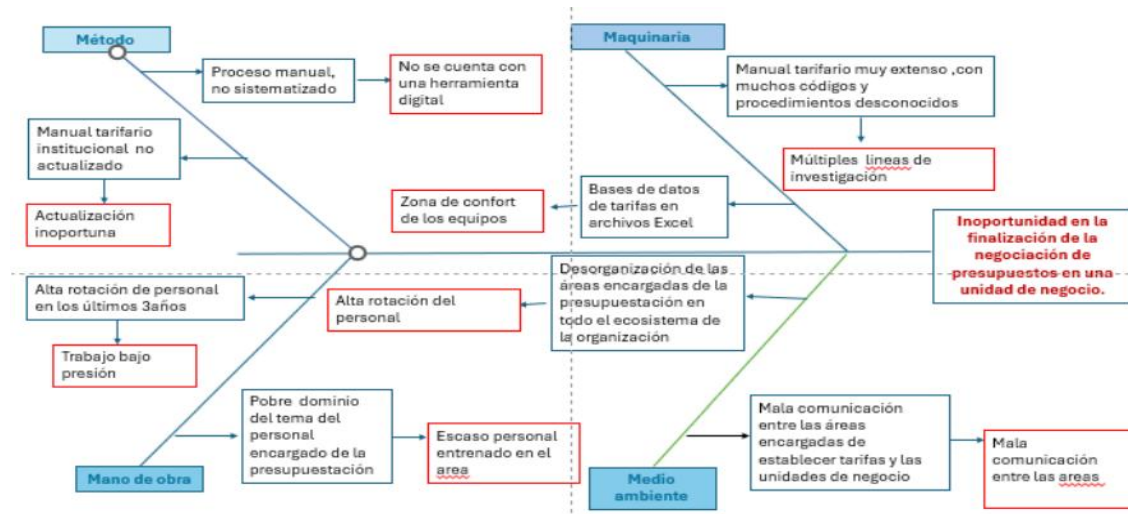 Método
Proceso manual,
no sistematizado
No se cuenta con
una herramienta
digital
Manual tarifario
institucional no
actualizado
Actualización
inoportuna
Maquinaria
Manual tarifario muy extenso ,con
muchos códigos y
procedimientos desconocidos
Múltiples lineas de
investigación
Bases de datos
de tarifas en
archivos Excel
Zona de confort
de los equipos
Inoportunidad en la
finalización de la
negociación de
presupuestos en una
unidad de negocio.
Alta rotación de personal
en los últimos 3años
Trabajo bajo
presión
Pobre dominio
del tema del
personal
encargado de la
presupuestación
Escaso personal
entrenado en el
area
Mano de obra
Desorganización de las
áreas encargadas de la
presupuestación en
todo el ecosistema de
la organización
Alta rotación del
personal
Mala comunicación
entre las áreas
encargadas de
establecer tarifas y las
unidades de negocio
Mala
comunicación
entre las areas
Medio
ambiente